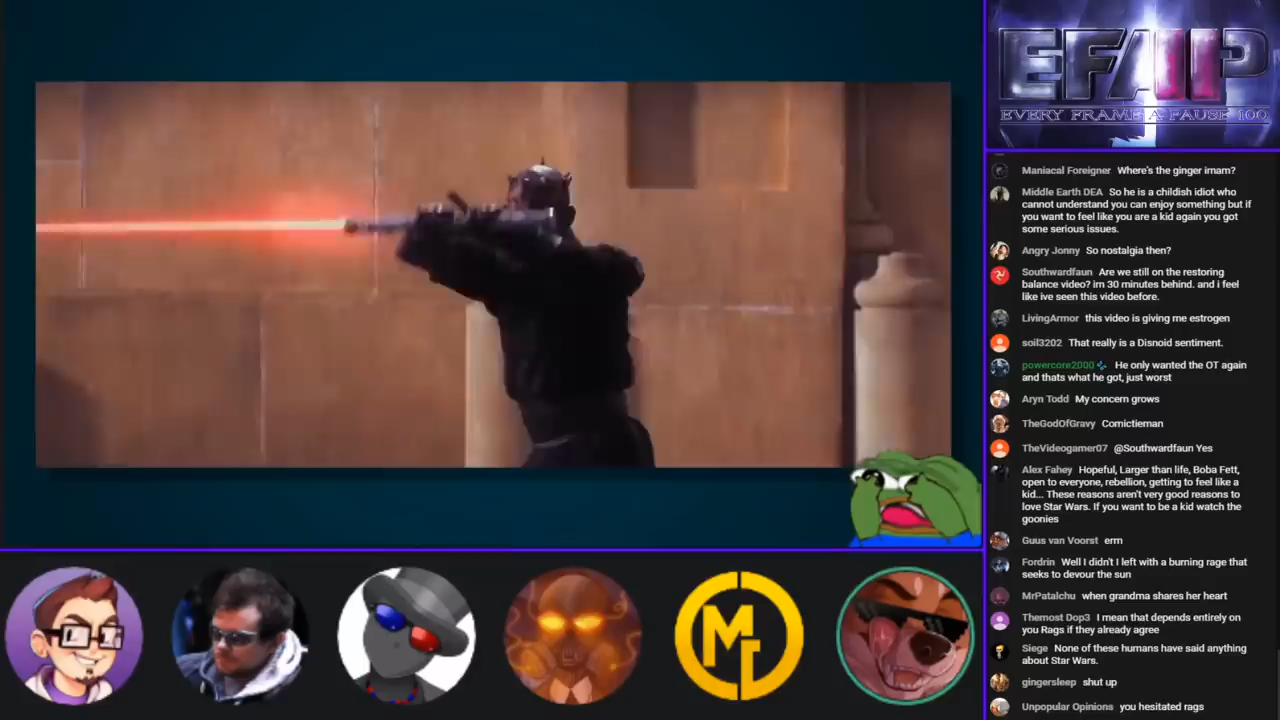 EFAP
EVERY FRAME A PAUSE 100
Maniacal Foreigner Where's the ginger imam?
Middle Earth DEA So he is a childish idiot who
cannot understand you can enjoy something but if
you want to feel like you are a kid again you got
some serious issues.
Angry Jonny So nostalgia then?
Southwardfaun Are we still on the restoring
balance video? im 30 minutes behind. and i feel
like ive seen this video before.
LivingArmor this video is giving me estrogen
soil3202 That really is a Disnoid sentiment.
powercore2000 He only wanted the OT again
and thats what he got, just worst
Aryn Todd My concern grows
TheGodOfGravy Comictieman
TheVideogamer07 @Southwardfaun Yes
Alex Fahey Hopeful, Larger than life, Boba Fett,
open to everyone, rebellion, getting to feel like a
kid... These reasons aren't very good reasons to
love Star Wars. If you want to be a kid watch the
goonies
Guus van Voorst erm
Fordrin Well I didn't I left with a burning rage that
seeks to devour the sun
MrPatalchu when grandma shares her heart
Themost Dop3 I mean that depends entirely on
you Rags if they already agree
Siege None of these humans have said anything
about Star Wars.
gingersleep shut up
Unpopular Opinions you hesitated rags